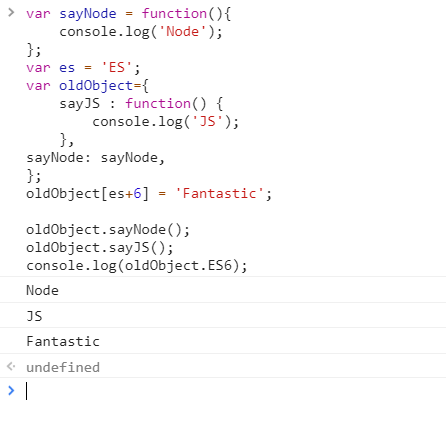 var sayNode = function(){
    console.log('Node');
};
var es = 'ES';
var oldObject={
    sayJS : function() {
        console.log('JS');
    },
sayNode: sayNode,
};
oldObject[es+6] = 'Fantastic';

oldObject.sayNode();
oldObject.sayJS();
console.log(oldObject.ES6);
Node
JS
Fantastic
undefined